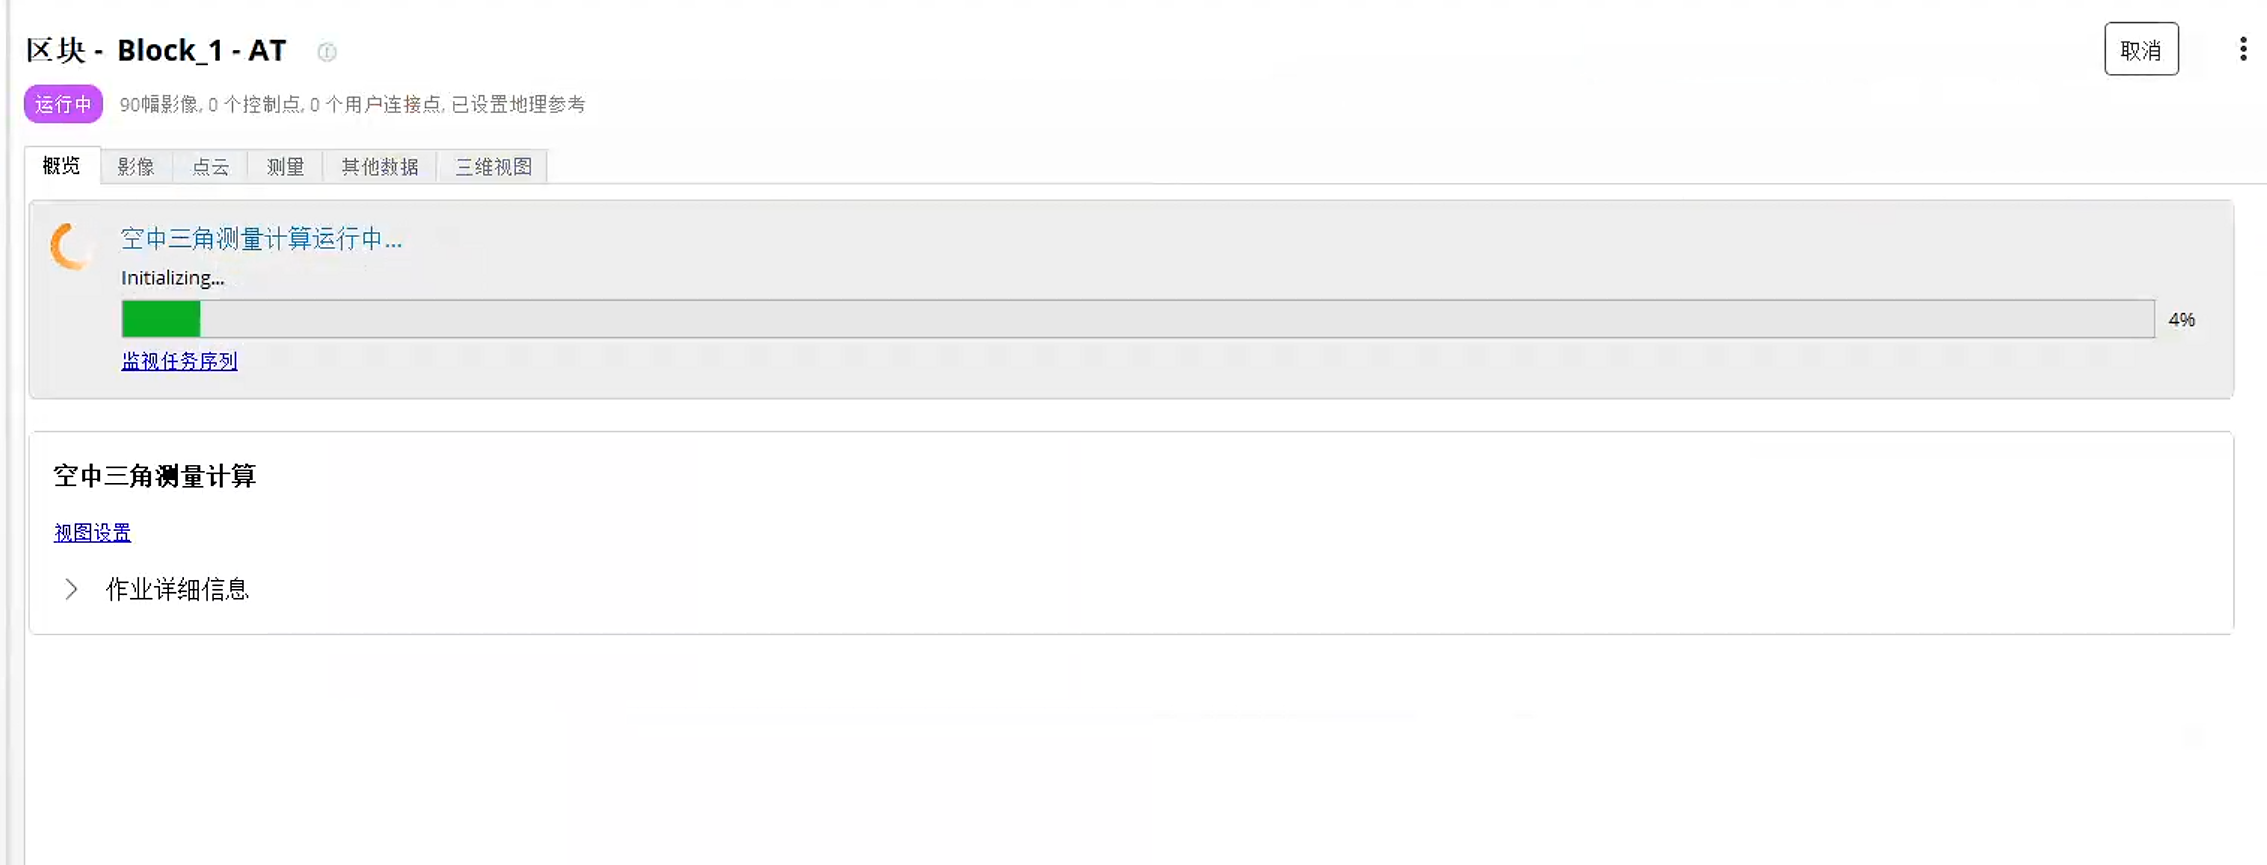 区块 - Block_1 - AT
取消
运行中 90幅影像, 0 个控制点, 0 个用户连接点, 已设置地理参考
概览 影像 点云 测量 其他数据 三维视图
空中三角测量计算运行中...
Initializing...
4%
监视任务序列
空中三角测量计算
视图设置
作业详细信息